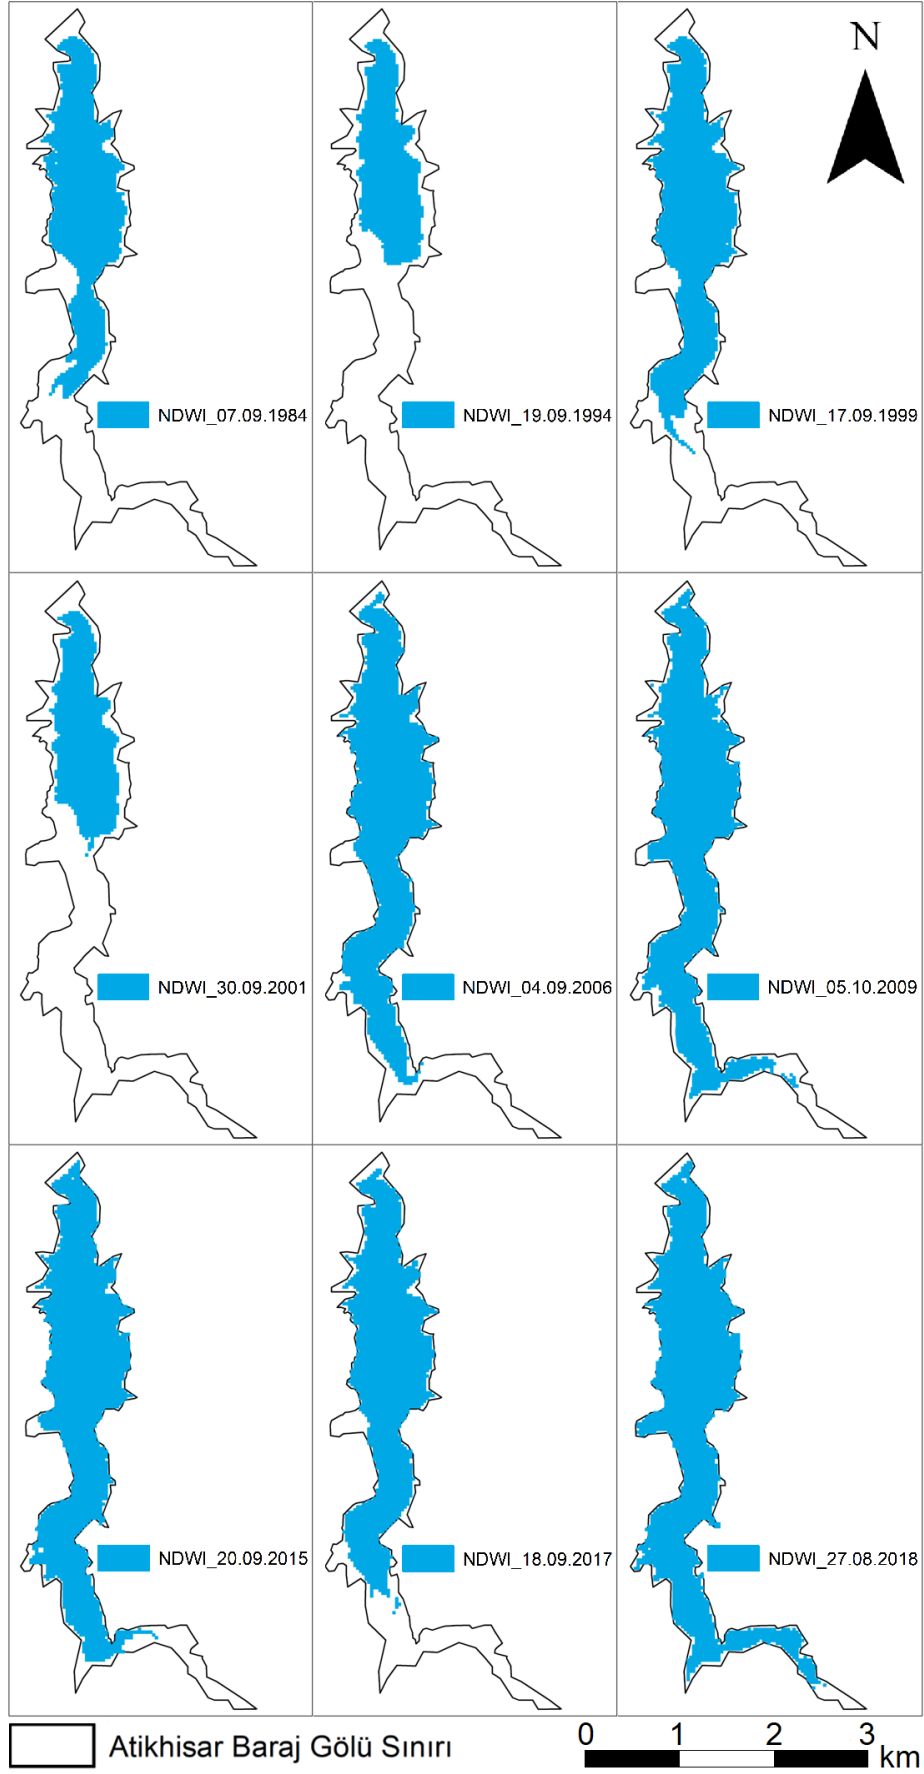 N
NDWI_07.09.1984
NDWI_19.09.1994
NDWI_17.09.1999
NDWI_30.09.2001
NDWI_04.09.2006
NDWI_05.10.2009
NDWI_20.09.2015
NDWI_18.09.2017
NDWI_27.08.2018
Atikhisar Baraj Gölü Sınırı
0 1 2 3
km